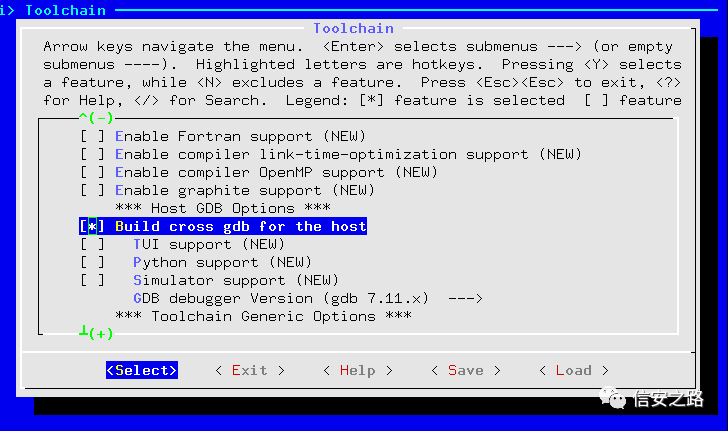 i> Toolchain
Toolchain
Arrow keys navigate the menu.  <Enter> selects submenus ---> (or empty
submenus ----).  Highlighted letters are hotkeys.  Pressing <Y> selects
a feature, while <N> excludes a feature.  Press <Esc><Esc> to exit, <?>
for Help, </> for Search.  Legend: [*] feature is selected  [ ] feature
^(-)
[ ] Enable Fortran support (NEW)
[ ] Enable compiler link-time-optimization support (NEW)
[ ] Enable compiler OpenMP support (NEW)
[ ] Enable graphite support (NEW)
*** Host GDB Options ***
[*] Build cross gdb for the host
[ ]   TUI support (NEW)
[ ]   Python support (NEW)
[ ]   Simulator support (NEW)
GDB debugger Version (gdb 7.11.x)  --->
*** Toolchain Generic Options ***
┴(+)
<Select>    < Exit >    < Help >    < Save >    < Load >
信安之路